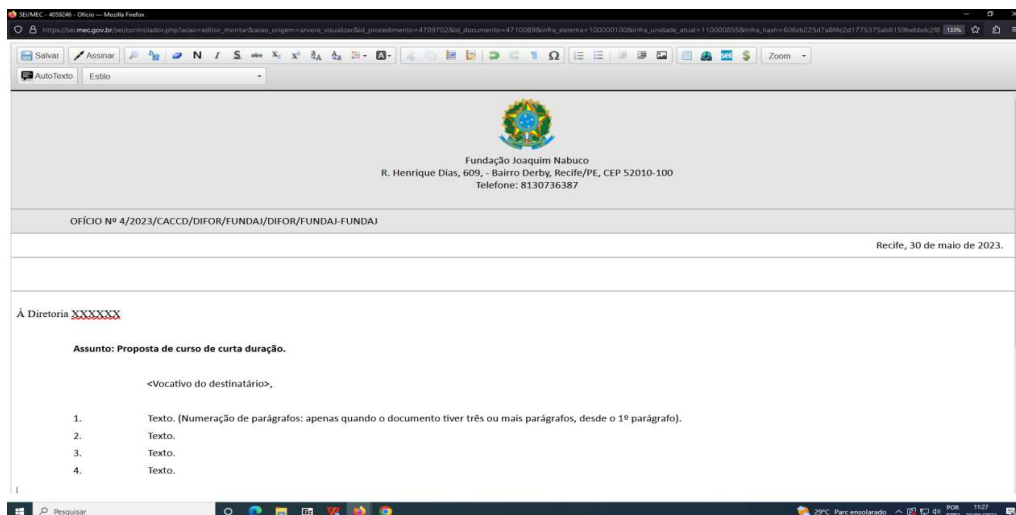 SEI/MEC - 4059246 - Ofício — Mozilla Firefox
Salvar Assinar
N I S abc X₂ X²
Zoom
AutoTexto Estilo
Fundação Joaquim Nabuco
R. Henrique Dias, 609, - Bairro Derby, Recife/PE, CEP 52010-100
Telefone: 8130736387
OFÍCIO Nº 4/2023/CACCD/DIFOR/FUNDAJ/DIFOR/FUNDAJ-FUNDAJ
Recife, 30 de maio de 2023.
À Diretoria XXXXXX
Assunto: Proposta de curso de curta duração.
<Vocativo do destinatário>,
1. Texto. (Numeração de parágrafos: apenas quando o documento tiver três ou mais parágrafos, desde o 1º parágrafo).
2. Texto.
3. Texto.
4. Texto.
Pesquisar
29°C Parc ensolarado
POR
11:27